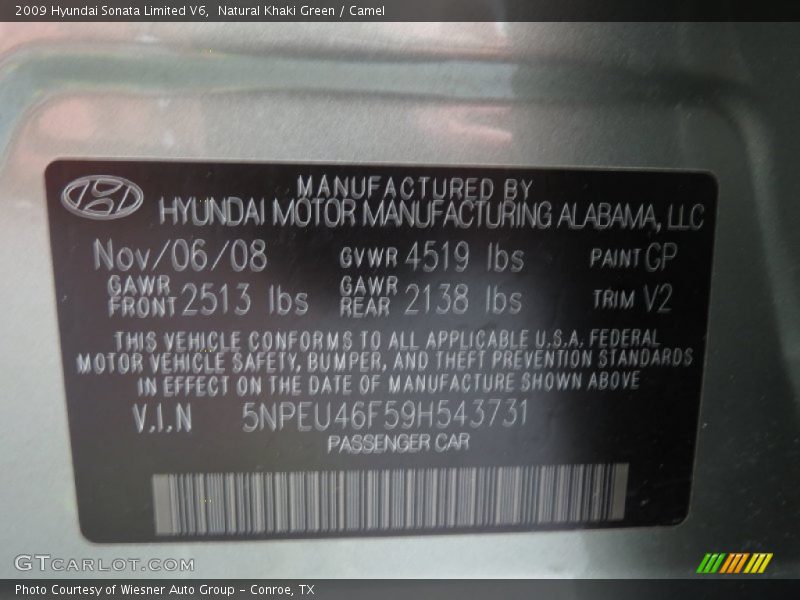 2009 Hyundai Sonata Limited V6, Natural Khaki Green / Camel
MANUFACTURED BY
HYUNDAI MOTOR MANUFACTURING ALABAMA, LLC
Nov/06/08 GVWR 4519 lbs PAINT GP
GAWR FRONT 2513 lbs GAWR REAR 2138 lbs TRIM V2
THIS VEHICLE CONFORMS TO ALL APPLICABLE U.S.A. FEDERAL
MOTOR VEHICLE SAFETY, BUMPER, AND THEFT PREVENTION STANDARDS
IN EFFECT ON THE DATE OF MANUFACTURE SHOWN ABOVE
V.I.N 5NPEU46F59H543731
PASSENGER CAR
GTCARLOT.COM
Photo Courtesy of Wiesner Auto Group - Conroe, TX